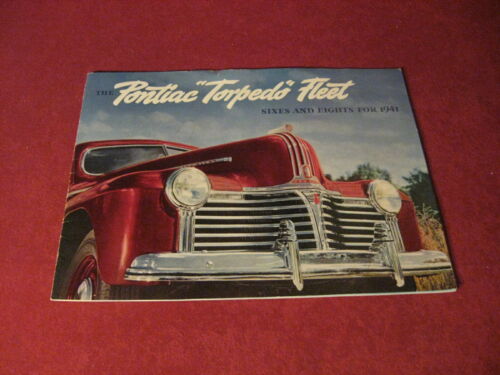 THE Pontiac "Torpedo" Fleet
SIXES AND EIGHTS FOR 1941